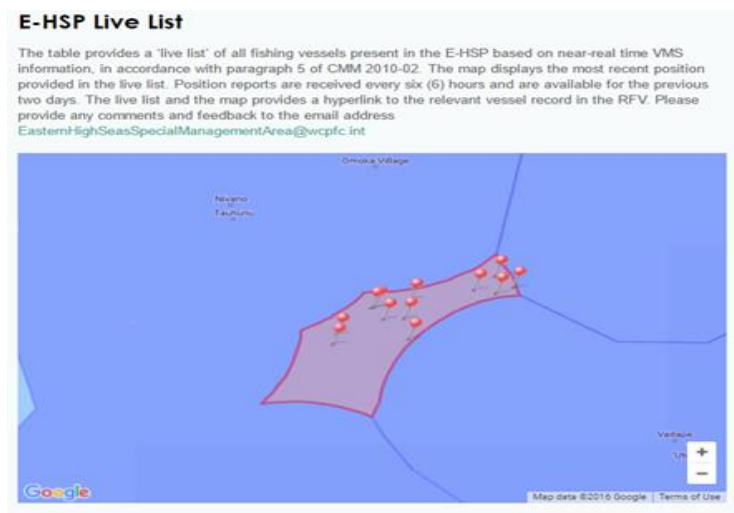 E-HSP Live List
The table provides a 'live list' of all fishing vessels present in the E-HSP based on near-real time VMS
information, in accordance with paragraph 5 of CMM 2010-02. The map displays the most recent position
provided in the live list. Position reports are received every six (6) hours and are available for the previous
two days. The live list and the map provides a hyperlink to the relevant vessel record in the RFV. Please
provide any comments and feedback to the email address
EasternHighSeasSpecialManagementArea@wcpfc.int
Omoka Village
Tauhunu
Vaitape
+
−
Google
Map data ©2016 Google
Terms of Use